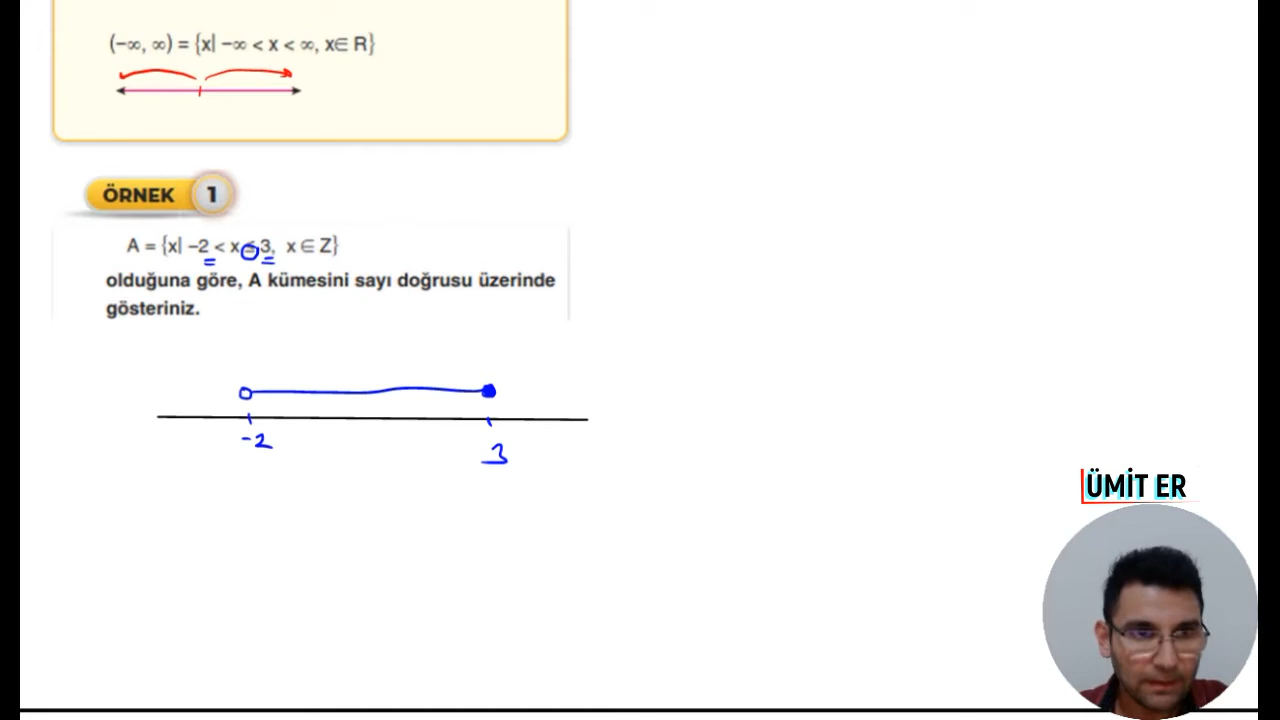 (−∞, ∞) = {x| −∞ < x < ∞, x∈ R}
ÖRNEK 1
A = {x| −2 < x ≤ 3, x ∈ Z}
olduğuna göre, A kümesini sayı doğrusu üzerinde
gösteriniz.
-2 3
ÜMİT ER